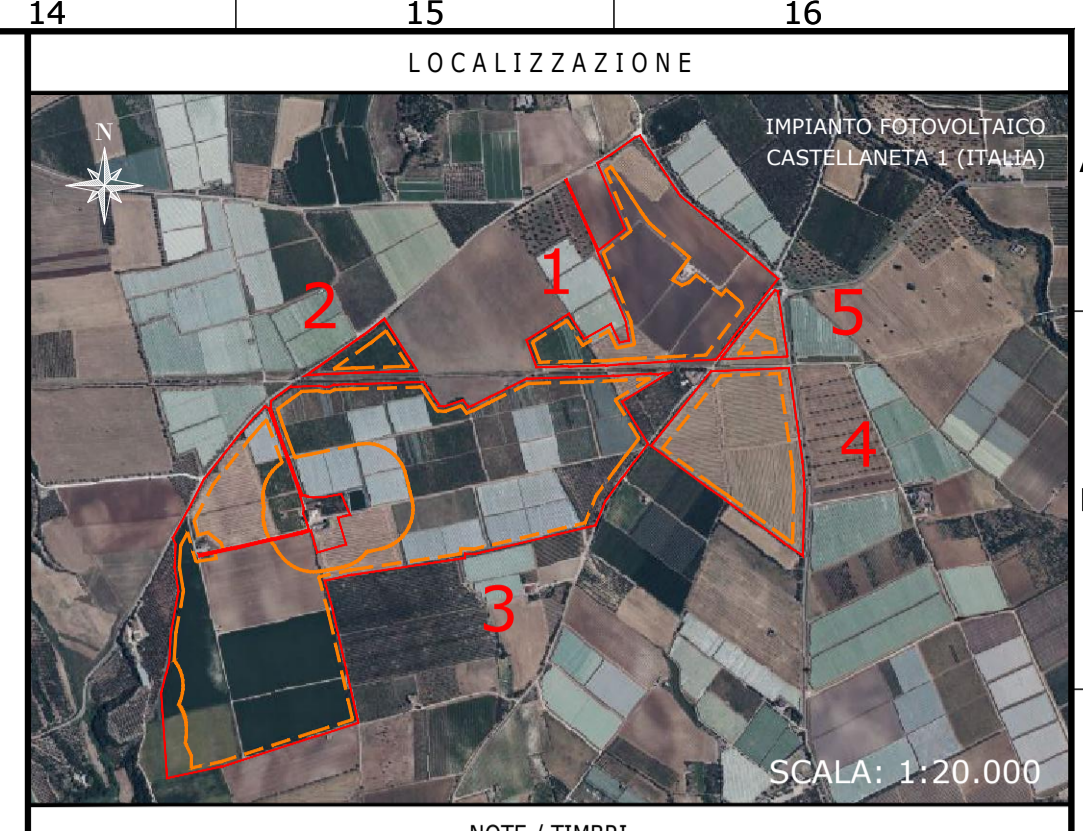 14 15 16
LOCALIZZAZIONE
N
IMPIANTO FOTOVOLTAICO
CASTELLANETA 1 (ITALIA)
1
2
5
4
3
SCALA: 1:20.000
NOTE / TIMBRI